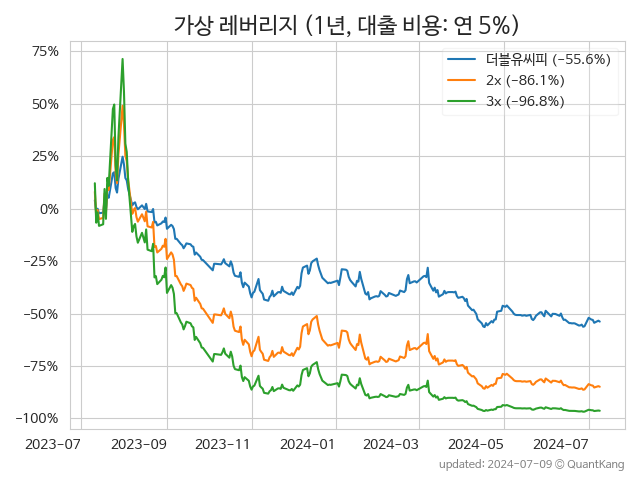 가상 레버리지 (1년, 대출 비용: 연 5%)
더블유씨피 (−55.6%)
2x (−86.1%)
3x (−96.8%)
75%
50%
25%
0%
−25%
−50%
−75%
−100%
2023-07 2023-09 2023-11 2024-01 2024-03 2024-05 2024-07
updated: 2024-07-09 © QuantKang